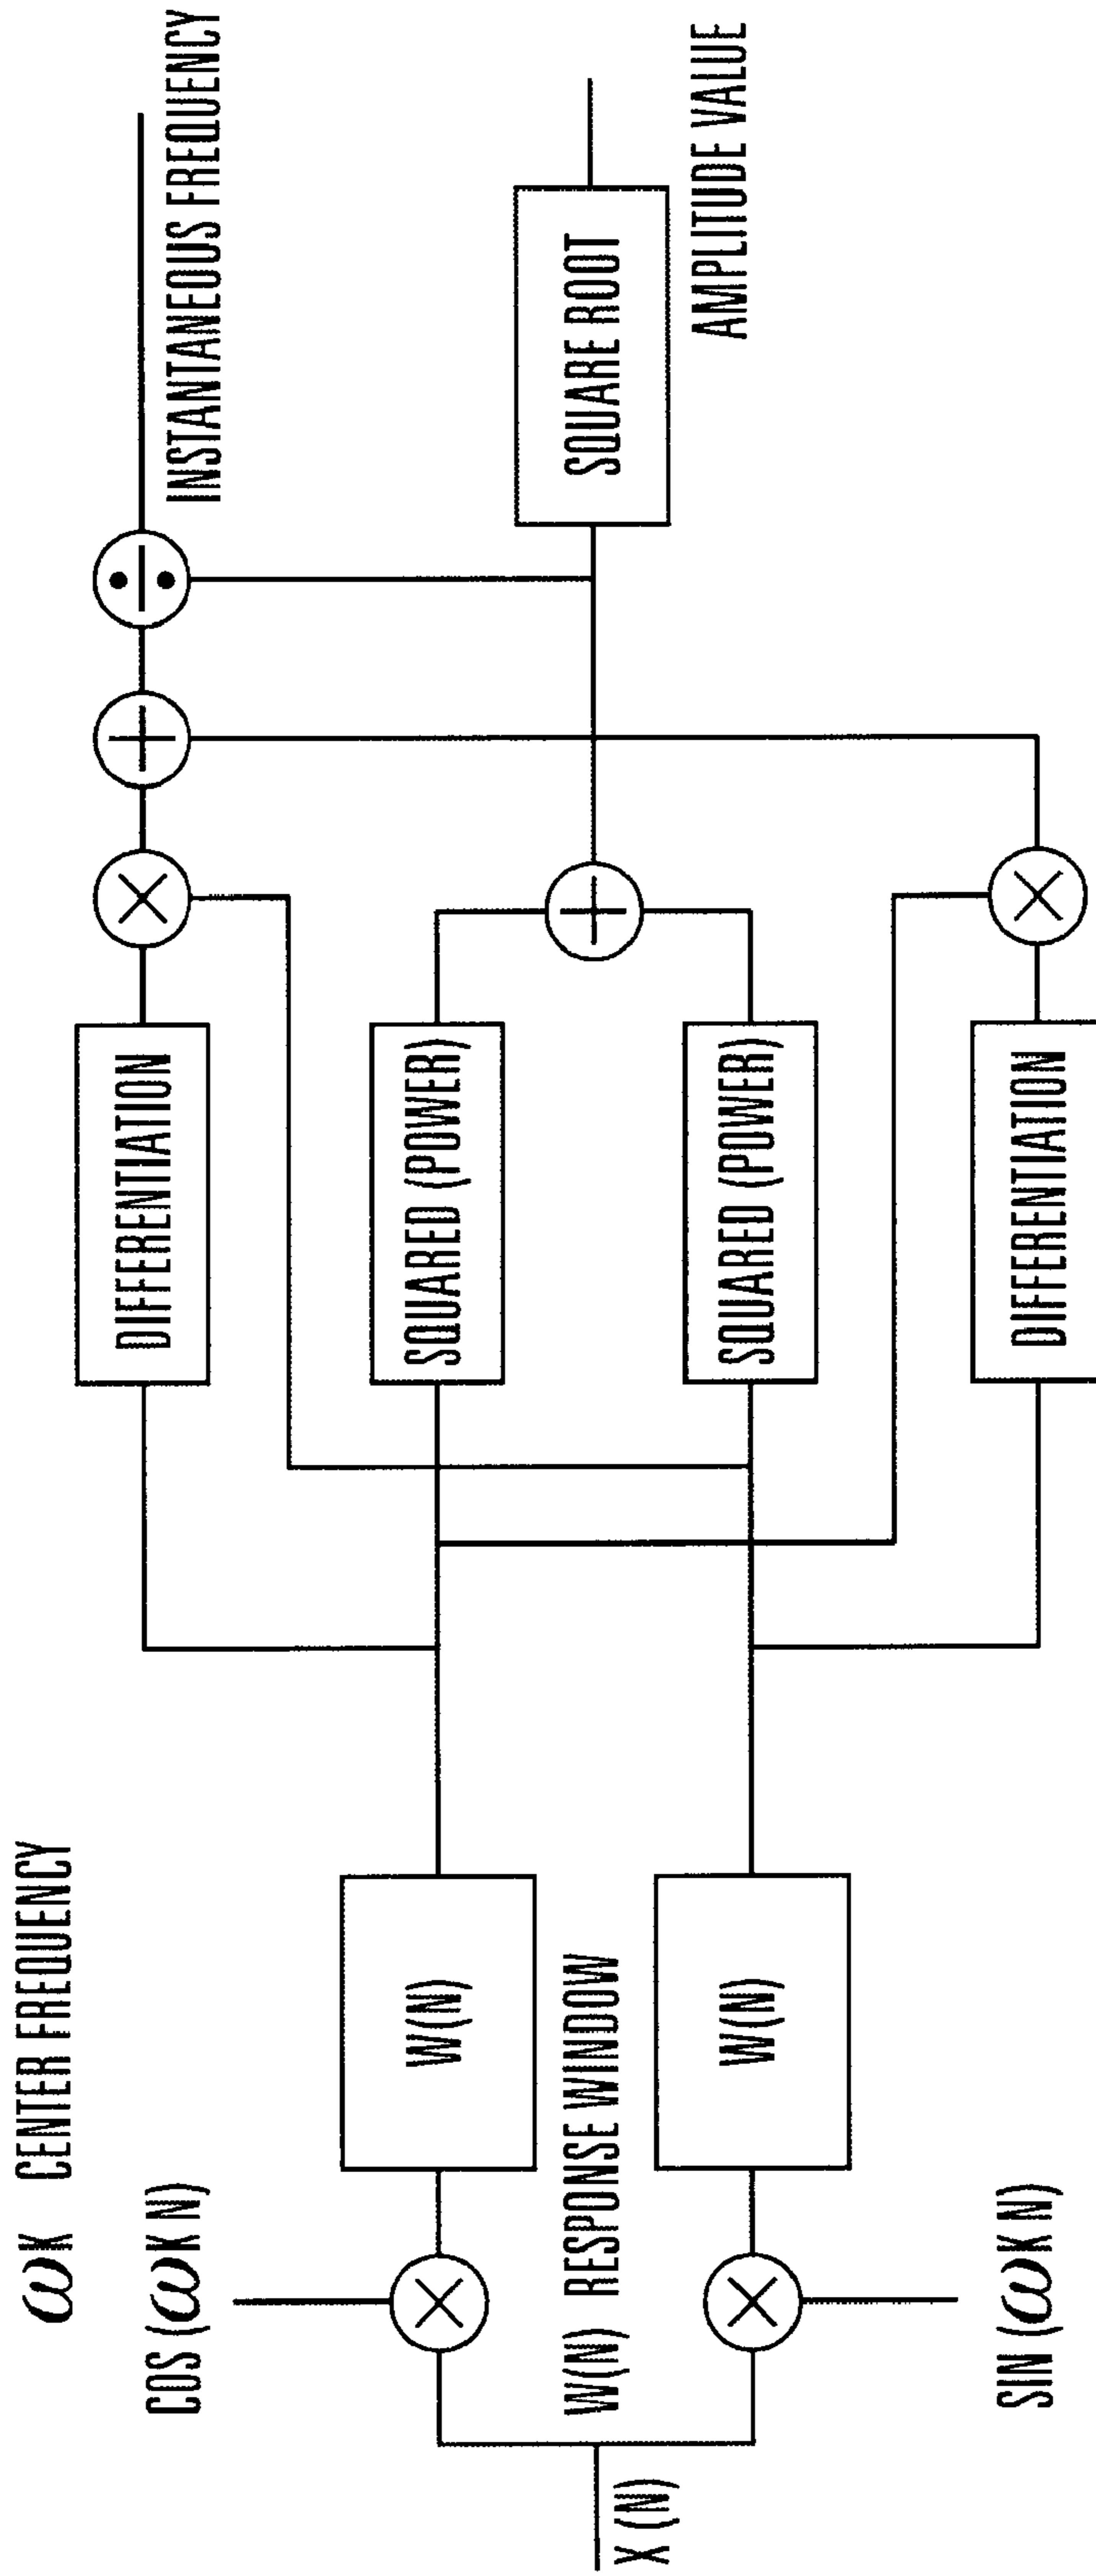 ωK CENTER FREQUENCY
COS (ωK N)
W(N)
DIFFERENTIATION
INSTANTANEOUS FREQUENCY
SQUARED (POWER)
X (N)
W(N) RESPONSE WINDOW
SQUARE ROOT
AMPLITUDE VALUE
W(N)
SQUARED (POWER)
SIN (ωK N)
DIFFERENTIATION